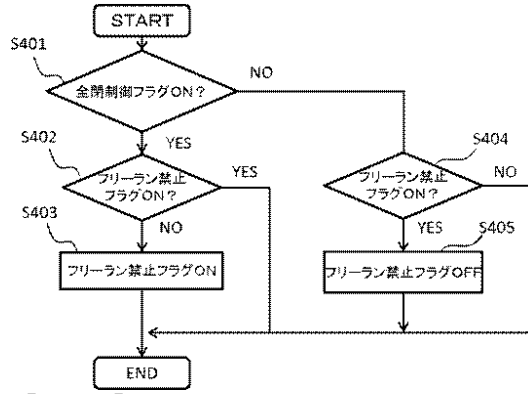 START
S401
全閉制御フラグON?
NO
YES
S402
フリーラン禁止
フラグON?
YES
NO
S404
フリーラン禁止
フラグON?
NO
YES
S403
フリーラン禁止フラグON
S405
フリーラン禁止フラグOFF
END